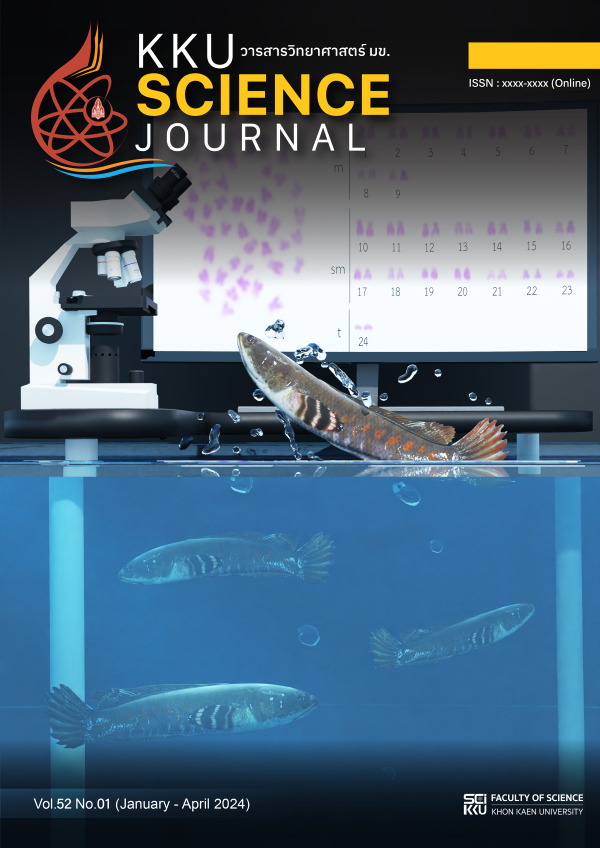 KKU วารสารวิทยาศาสตร์ มข.
SCIENCE
JOURNAL
ISSN : xxxx-xxxx (Online)
2 3 4 5 6 7
m
8 9
10 11 12 13 14 15 16
sm
17 18 19 20 21 22 23
t
24
Vol.52 No.01 (January - April 2024)
SCi
KKU
FACULTY OF SCIENCE
KHON KAEN UNIVERSITY